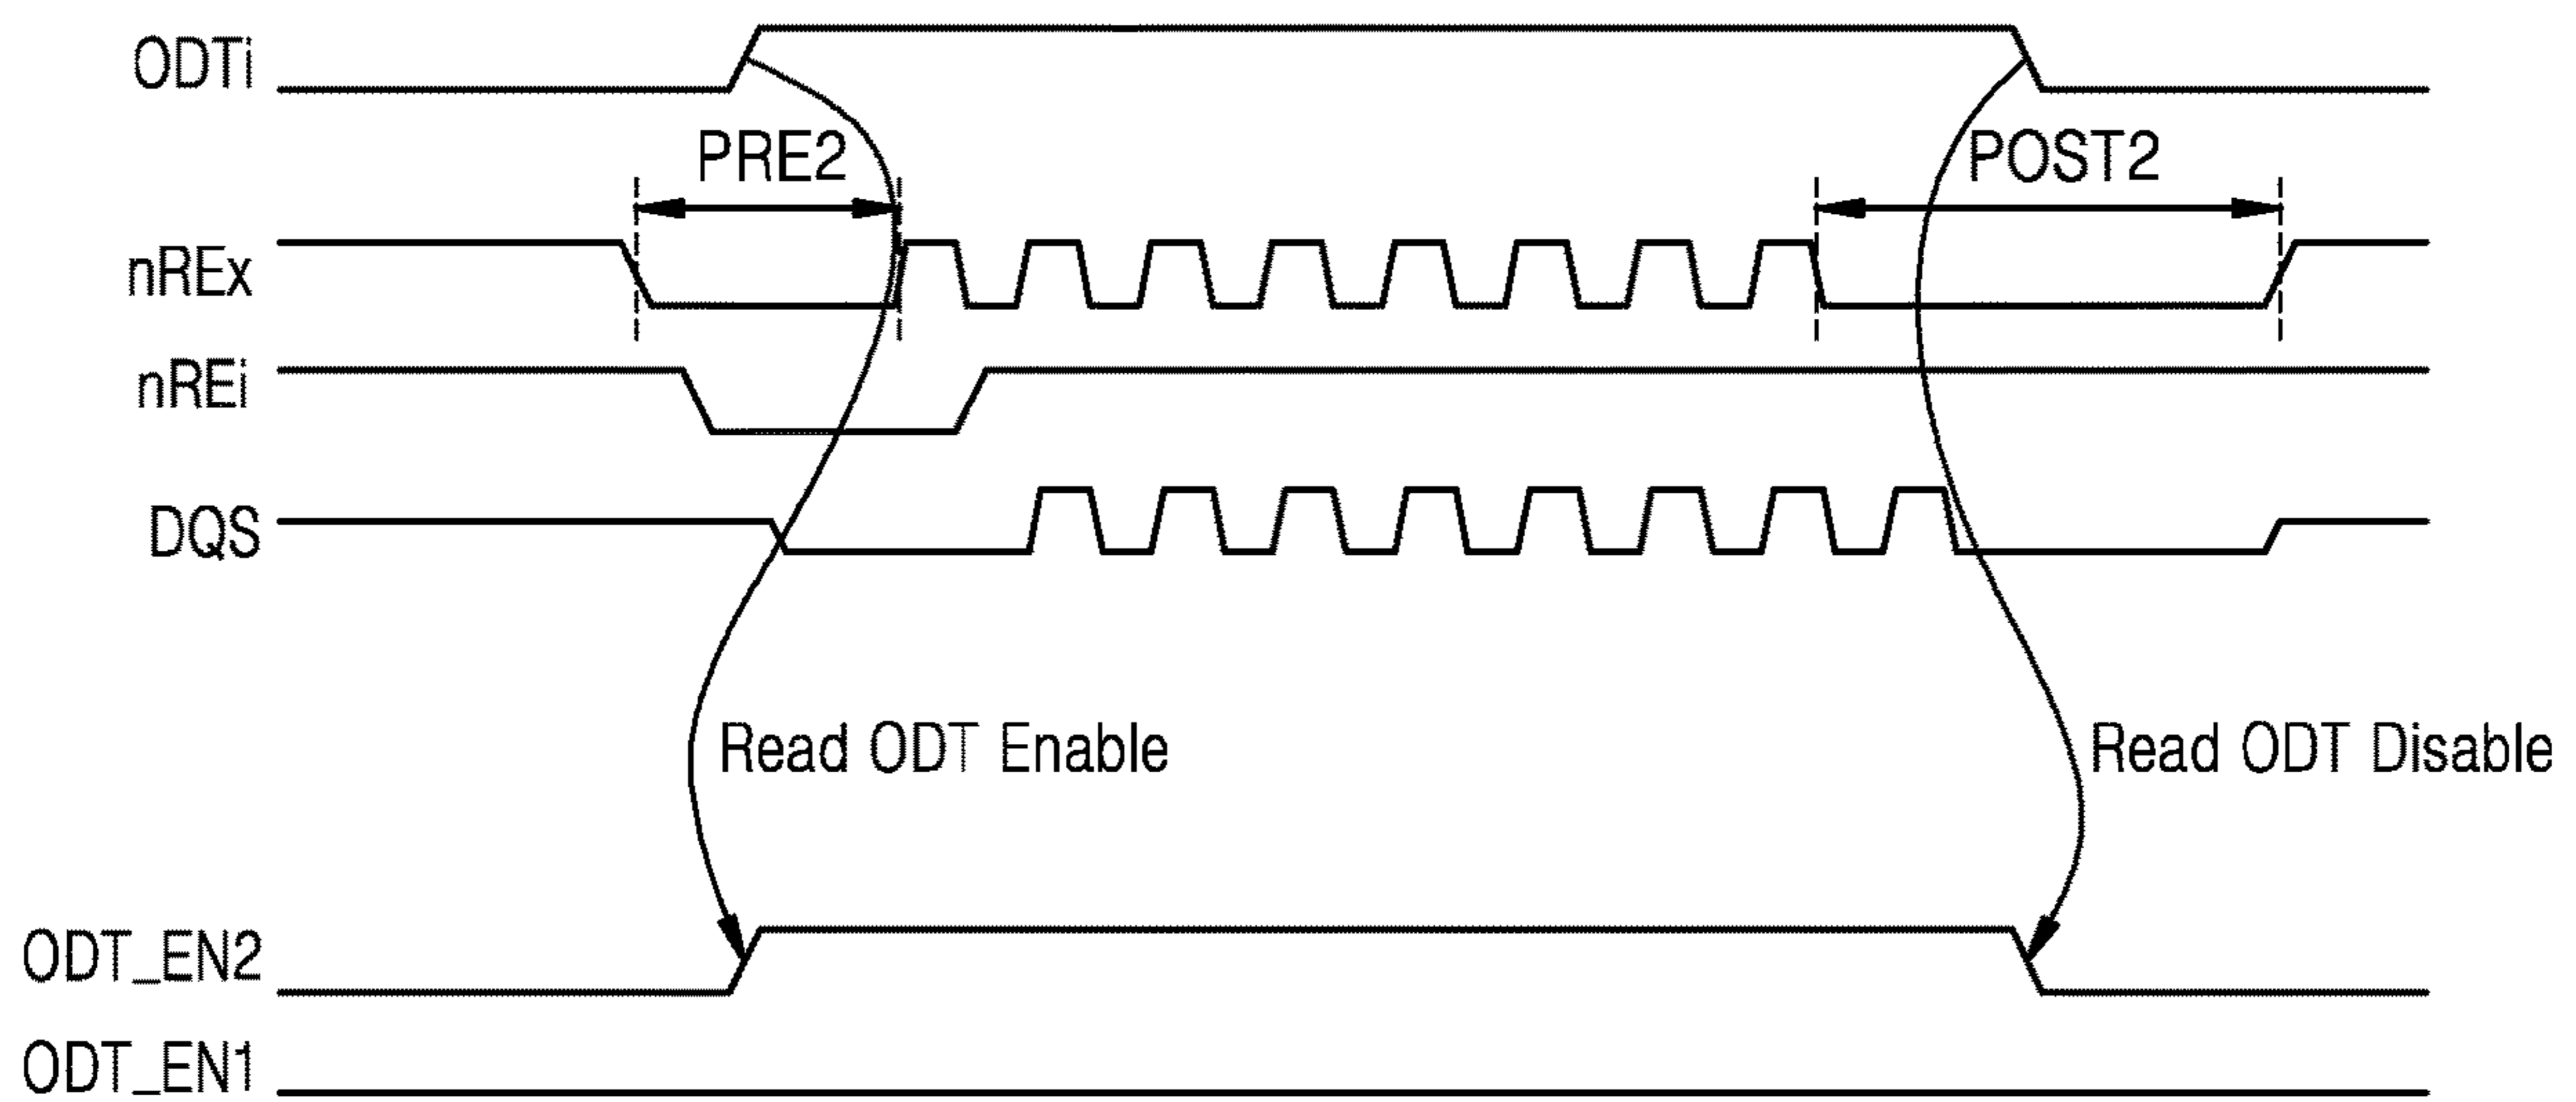 ODTi
PRE2
POST2
nREx
nREi
DQS
Read ODT Enable
Read ODT Disable
ODT_EN2
ODT_EN1